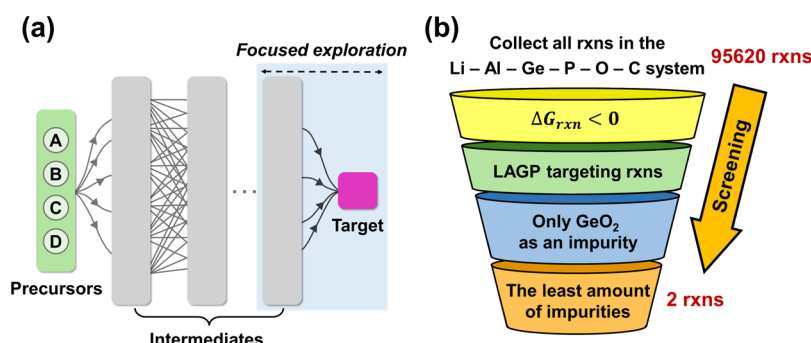 (a)
Focused exploration
A
B
C
D
...
Target
Precursors
Intermediates
(b)
Collect all rxns in the
Li – Al – Ge – P – O – C system
95620 rxns
ΔG_rxn < 0
LAGP targeting rxns
Only GeO₂
as an impurity
The least amount
of impurities
Screening
2 rxns